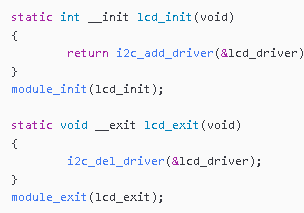 static int __init lcd_init(void)
{
        return i2c_add_driver(&lcd_driver)
}
module_init(lcd_init);

static void __exit lcd_exit(void)
{
        i2c_del_driver(&lcd_driver);
}
module_exit(lcd_exit);